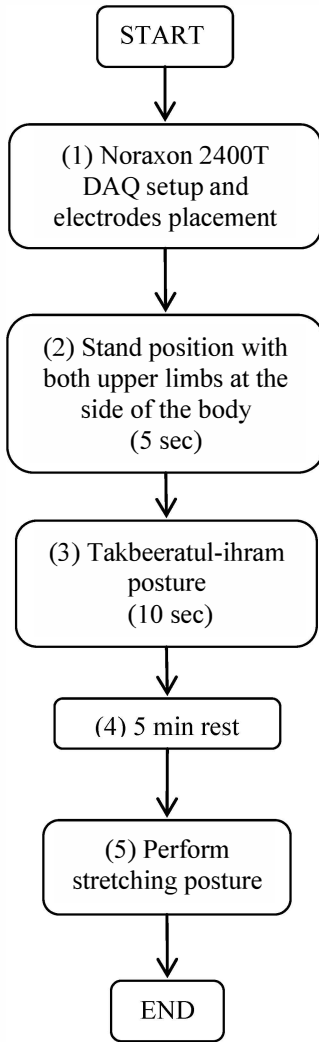 START
(1) Noraxon 2400T
DAQ setup and
electrodes placement
(2) Stand position with
both upper limbs at the
side of the body
(5 sec)
(3) Takbeeratul-ihram
posture
(10 sec)
(4) 5 min rest
(5) Perform
stretching posture
END